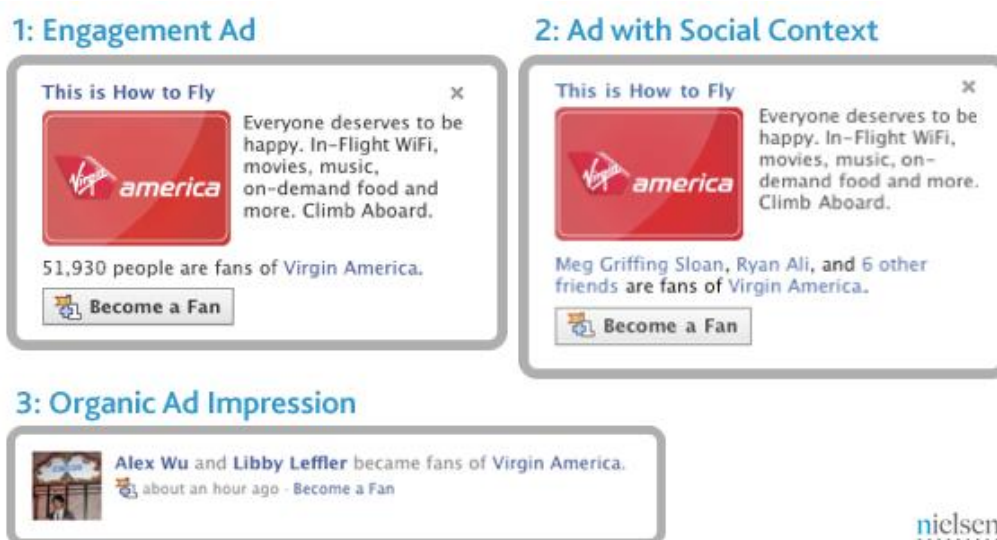 1: Engagement Ad
This is How to Fly
Virgin america
Everyone deserves to be
happy. In-Flight WiFi,
movies, music,
on-demand food and
more. Climb Aboard.
51,930 people are fans of Virgin America.
Become a Fan
2: Ad with Social Context
This is How to Fly
Virgin america
Everyone deserves to be
happy. In-Flight WiFi,
movies, music, on-
demand food and more.
Climb Aboard.
Meg Griffing Sloan, Ryan Ali, and 6 other
friends are fans of Virgin America.
Become a Fan
3: Organic Ad Impression
Alex Wu and Libby Leffler became fans of Virgin America.
about an hour ago · Become a Fan
nielsen